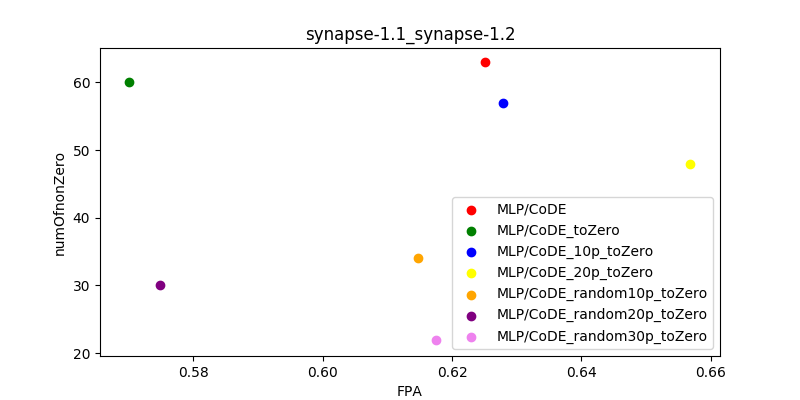 synapse-1.1_synapse-1.2
numOfnonZero
60
50
40
30
20
MLP/CoDE
MLP/CoDE_toZero
MLP/CoDE_10p_toZero
MLP/CoDE_20p_toZero
MLP/CoDE_random10p_toZero
MLP/CoDE_random20p_toZero
MLP/CoDE_random30p_toZero
0.58 0.60 0.62 0.64 0.66
FPA